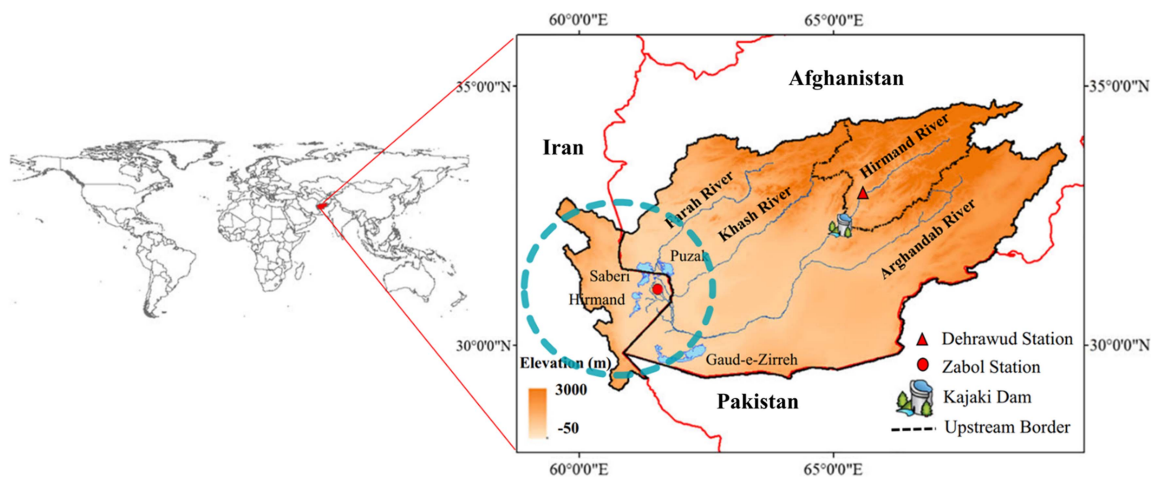 60°0'0"E
65°0'0"E
35°0'0"N
35°0'0"N
Afghanistan
Iran
Hirmand River
Farah River
Khash River
Arghandab River
Puzak
Saberi
Hirmand
30°0'0"N
30°0'0"N
Gaud-e-Zirreh
Elevation (m)
3000
-50
Pakistan
Dehrawud Station
Zabol Station
Kajaki Dam
Upstream Border
60°0'0"E
65°0'0"E